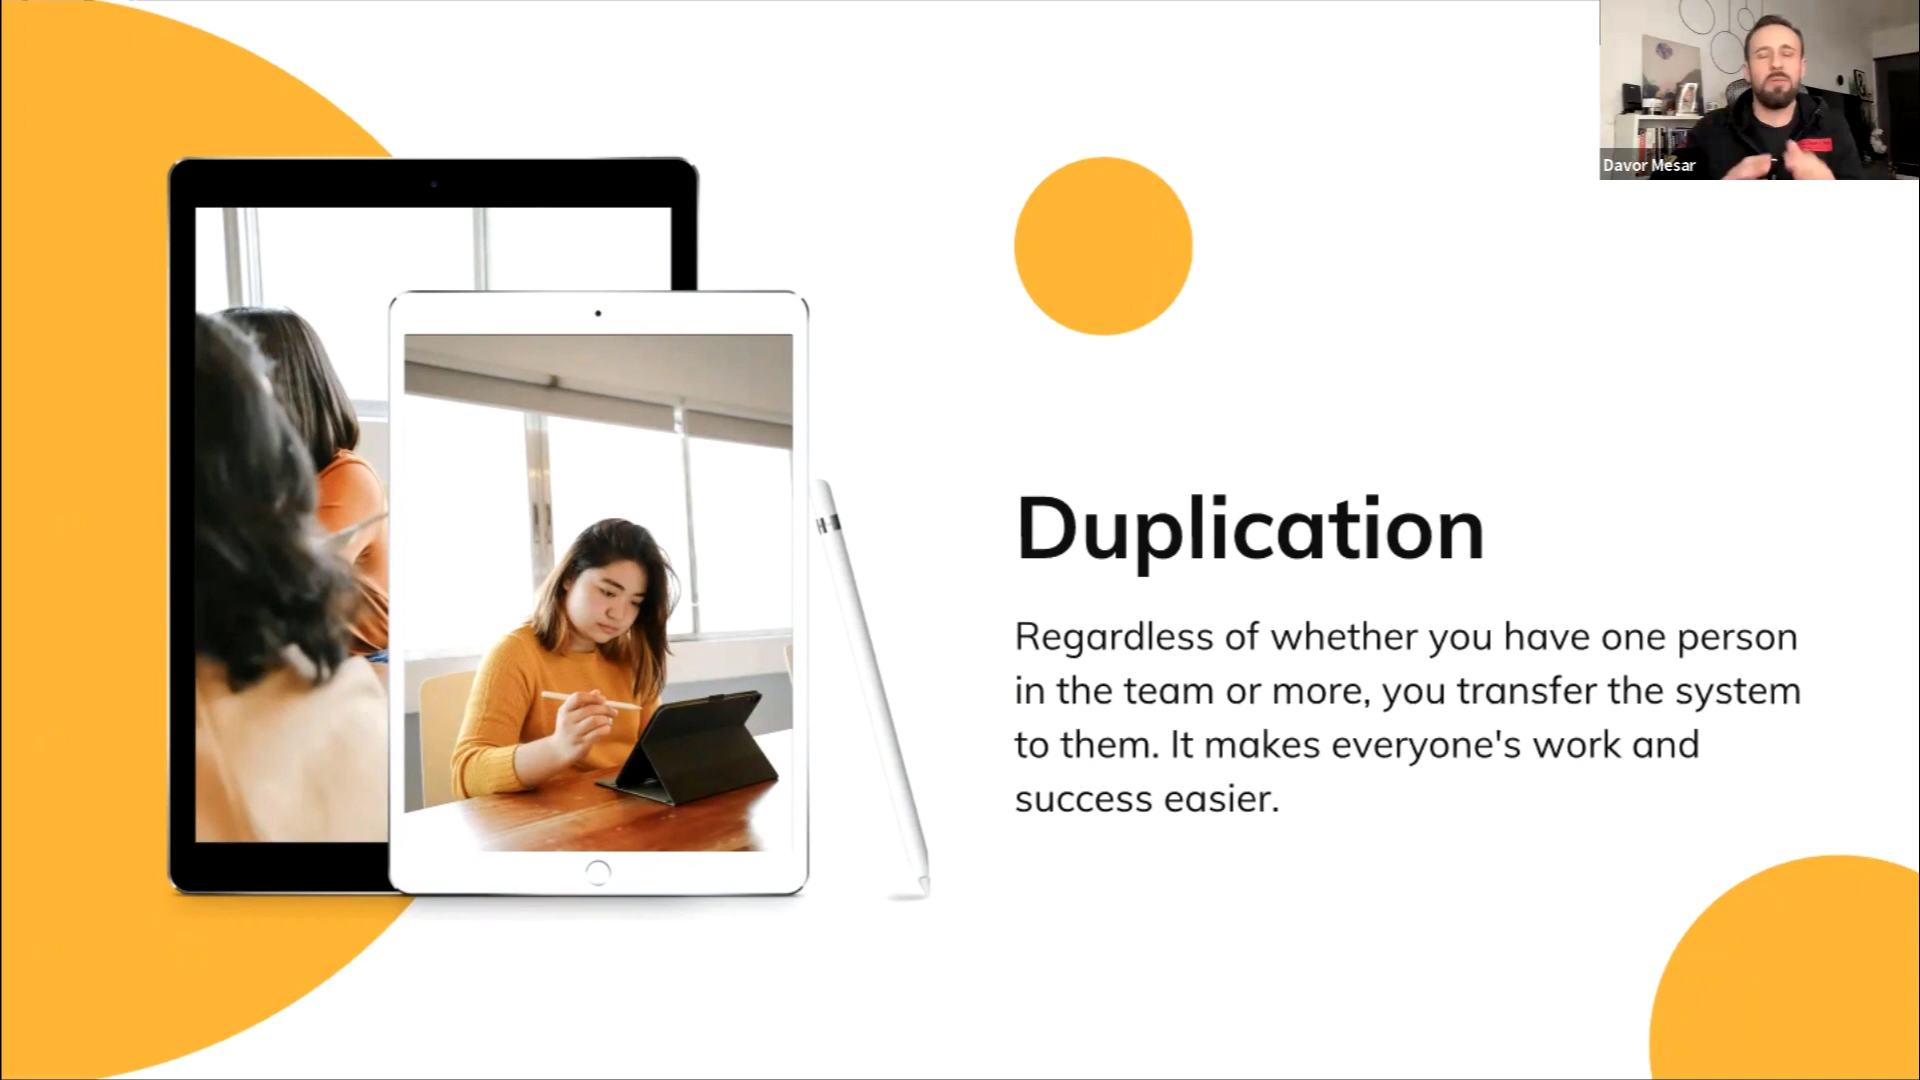 Davor Mesar
Duplication
Regardless of whether you have one person
in the team or more, you transfer the system
to them. It makes everyone's work and
success easier.